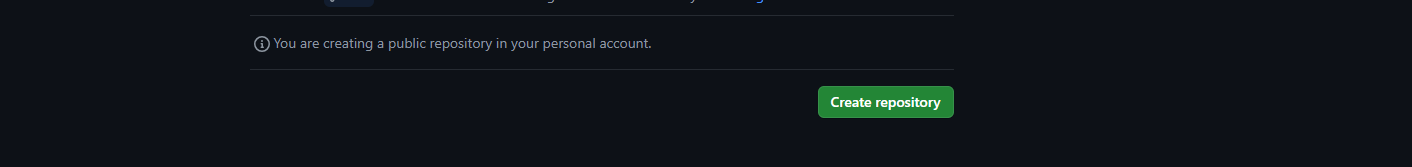 You are creating a public repository in your personal account.
Create repository